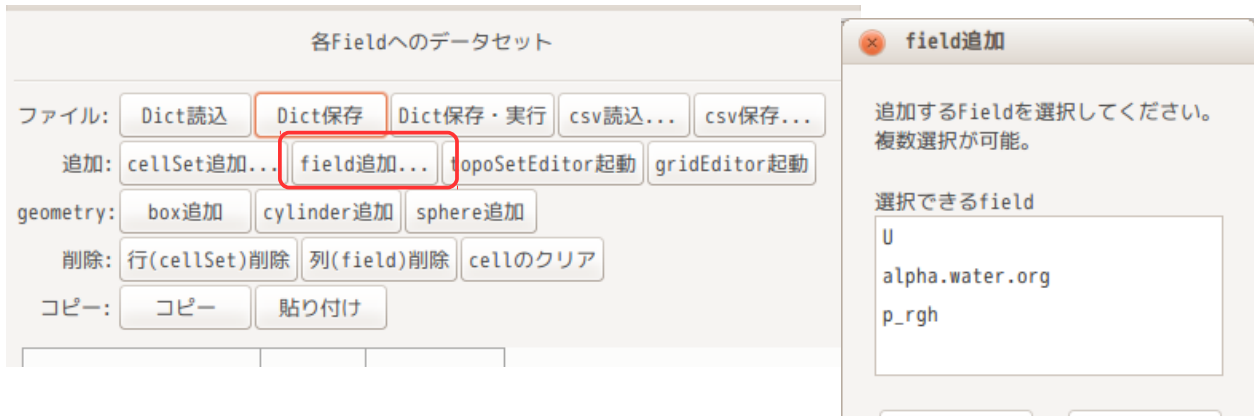 各Fieldへのデータセット
ファイル: Dict読込 Dict保存 Dict保存・実行 csv読込... csv保存...
追加: cellSet追加... field追加... topoSetEditor起動 gridEditor起動
geometry: box追加 cylinder追加 sphere追加
削除: 行(cellSet)削除 列(field)削除 cellのクリア
コピー: コピー 貼り付け
field追加
追加するFieldを選択してください。
複数選択が可能。
選択できるfield
U
alpha.water.org
p_rgh